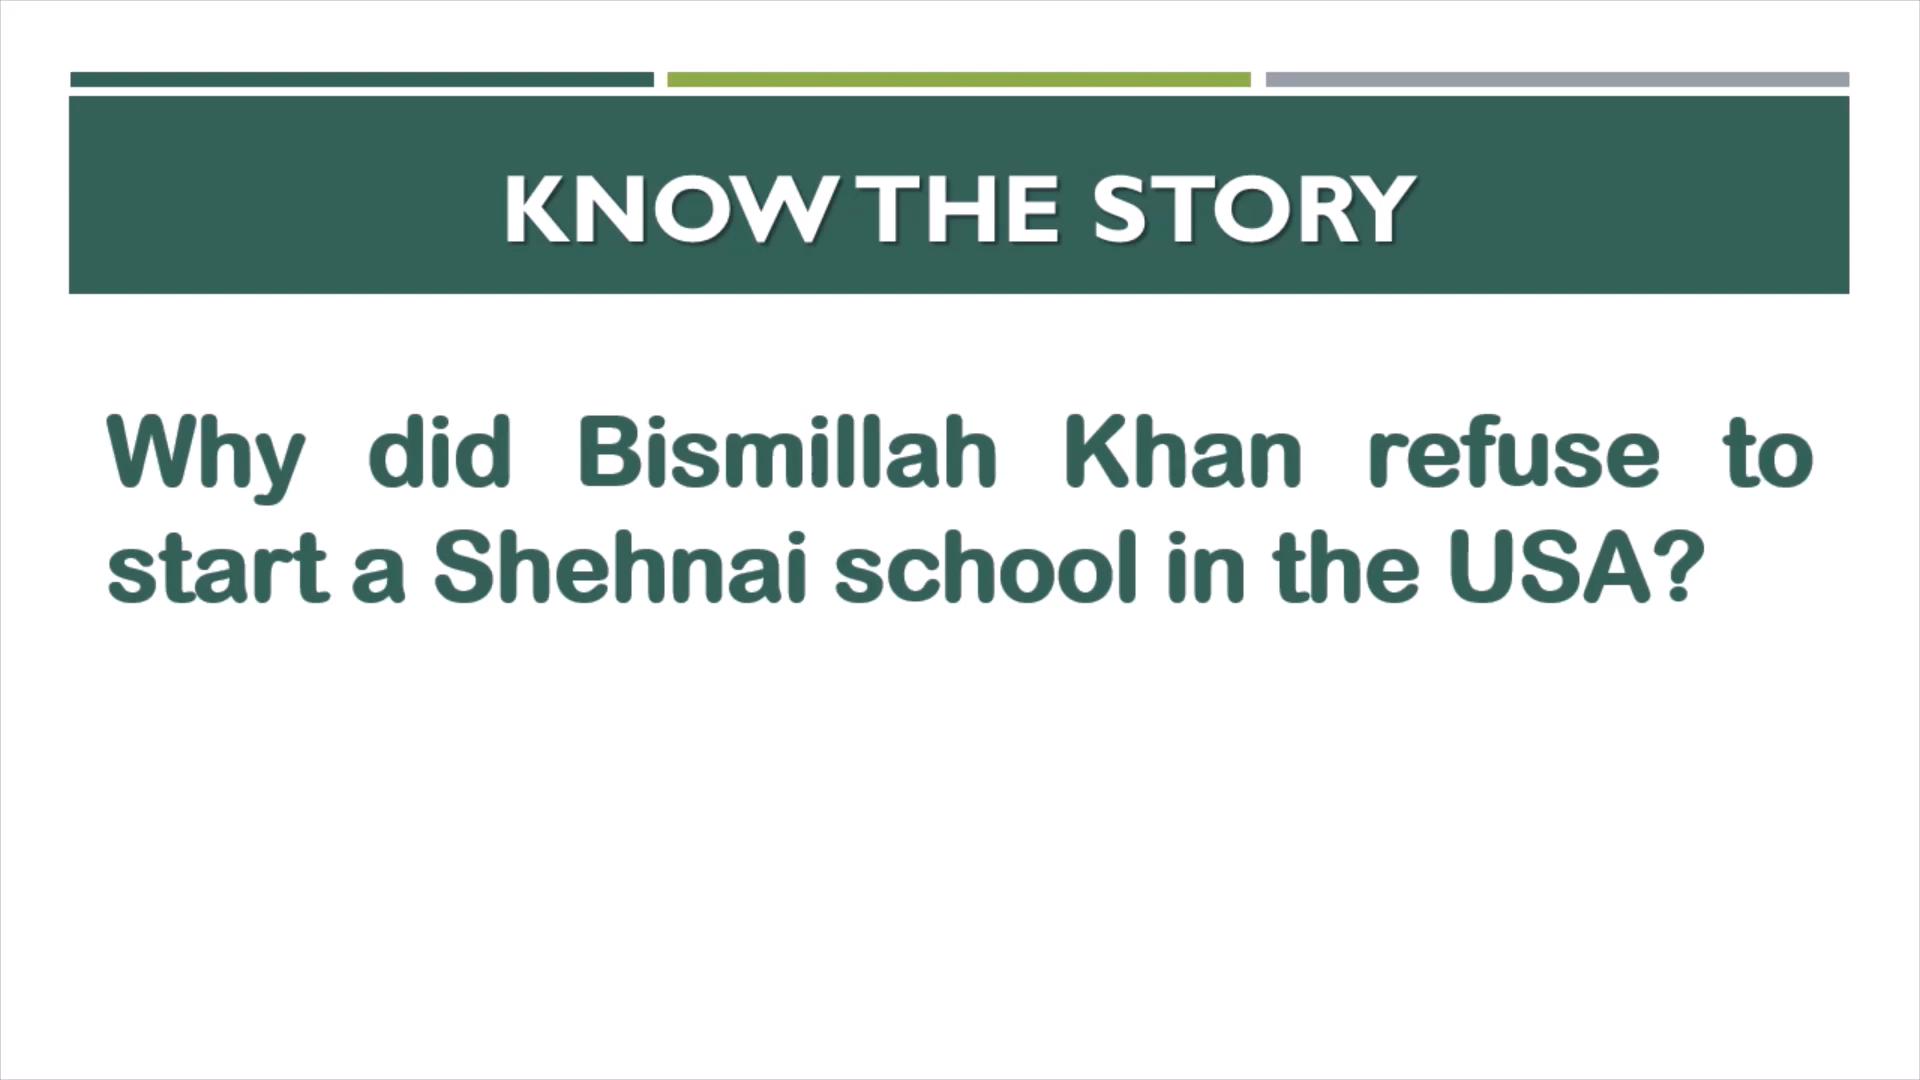 KNOW THE STORY
Why did Bismillah Khan refuse to
start a Shehnai school in the USA?